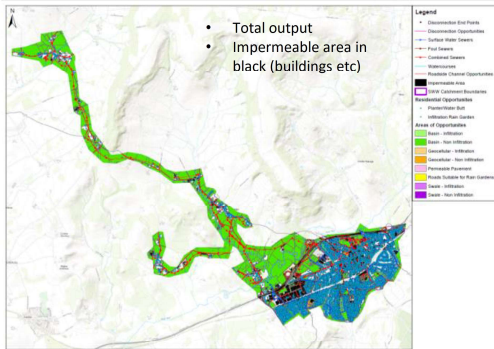 N
• Total output
• Impermeable area in
black (buildings etc)
Legend
Disconnection End Points
Disconnection Opportunities
Surface Water Sewers
Foul Sewers
Combined Sewers
Watercourses
Roadside Channel Opportunities
Impermeable Area
SWW Catchment Boundaries
Residential Opportunities
Planter/Water Butt
Infiltration Rain Garden
Areas of Opportunities
Basin - Infiltration
Basin - Non Infiltration
Geocellular - Infiltration
Geocellular - Non Infiltration
Permeable Pavement
Roads Suitable for Rain Gardens
Swale - Infiltration
Swale - Non Infiltration